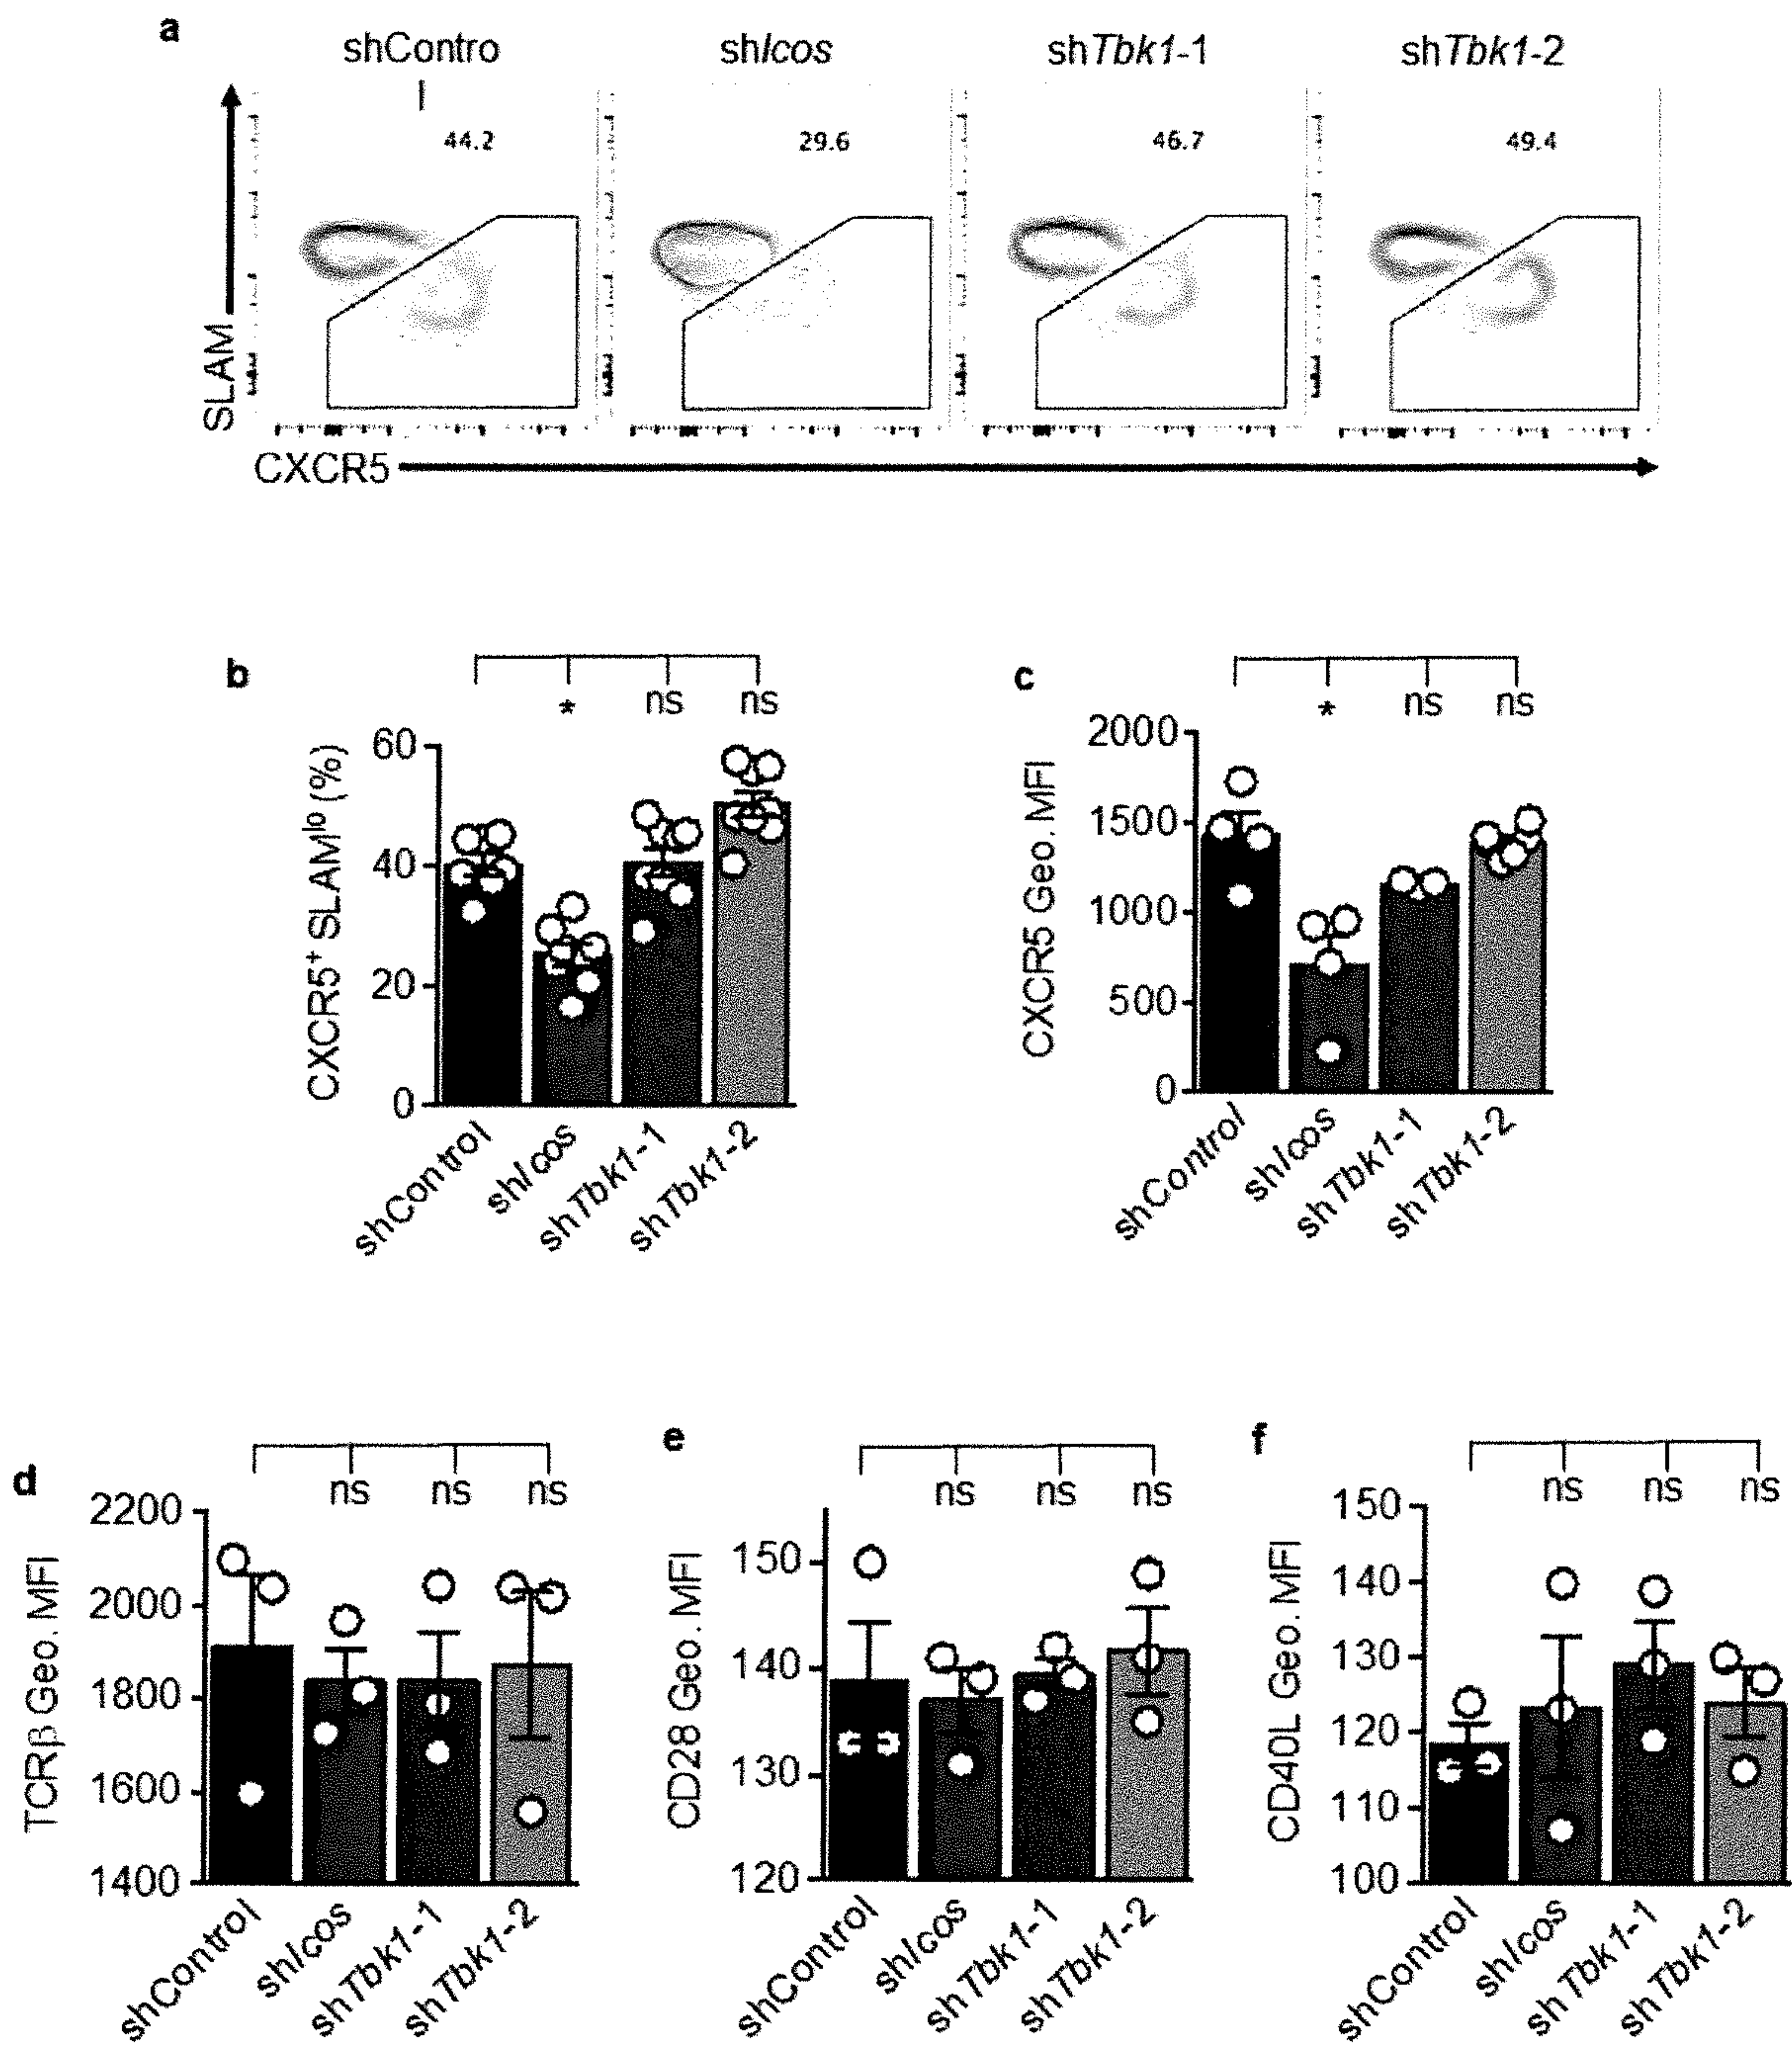 a
shContro
l
shIcos
shTbk1-1
shTbk1-2
44.2
29.6
46.7
49.4
SLAM
CXCR5
b
* ns ns
CXCR5+ SLAMlo (%)
60
40
20
0
shControl
shIcos
shTbk1-1
shTbk1-2
c
* ns ns
CXCR5 Geo. MFI
2000
1500
1000
500
0
shControl
shIcos
shTbk1-1
shTbk1-2
d
ns ns ns
TCRβ Geo. MFI
2200
2000
1800
1600
1400
shControl
shIcos
shTbk1-1
shTbk1-2
e
ns ns ns
CD28 Geo. MFI
150
140
130
120
shControl
shIcos
shTbk1-1
shTbk1-2
f
ns ns ns
CD40L Geo. MFI
150
140
130
120
110
100
shControl
shIcos
shTbk1-1
shTbk1-2